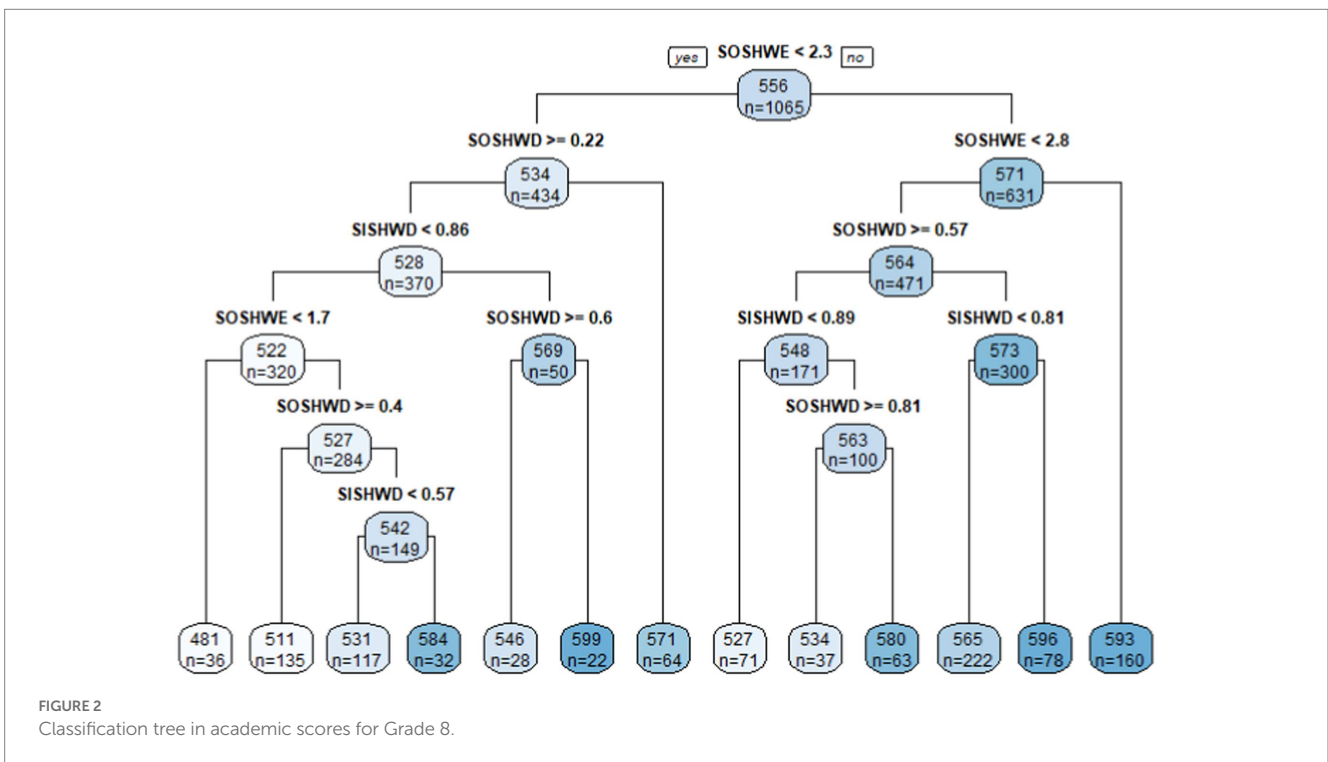 yes SOSHWE < 2.3 no
556
n=1065
SOSHWD >= 0.22 SOSHWE < 2.8
534 571
n=434 n=631
SISHWD < 0.86 SOSHWD >= 0.57
528 564
n=370 n=471
SOSHWE < 1.7 SOSHWD >= 0.6 SISHWD < 0.89 SISHWD < 0.81
522 569 548 573
n=320 n=50 n=171 n=300
SOSHWD >= 0.4 SOSHWD >= 0.81
527 563
n=284 n=100
SISHWD < 0.57
542
n=149
481 511 531 584 546 599 571 527 534 580 565 596 593
n=36 n=135 n=117 n=32 n=28 n=22 n=64 n=71 n=37 n=63 n=222 n=78 n=160
FIGURE 2
Classification tree in academic scores for Grade 8.